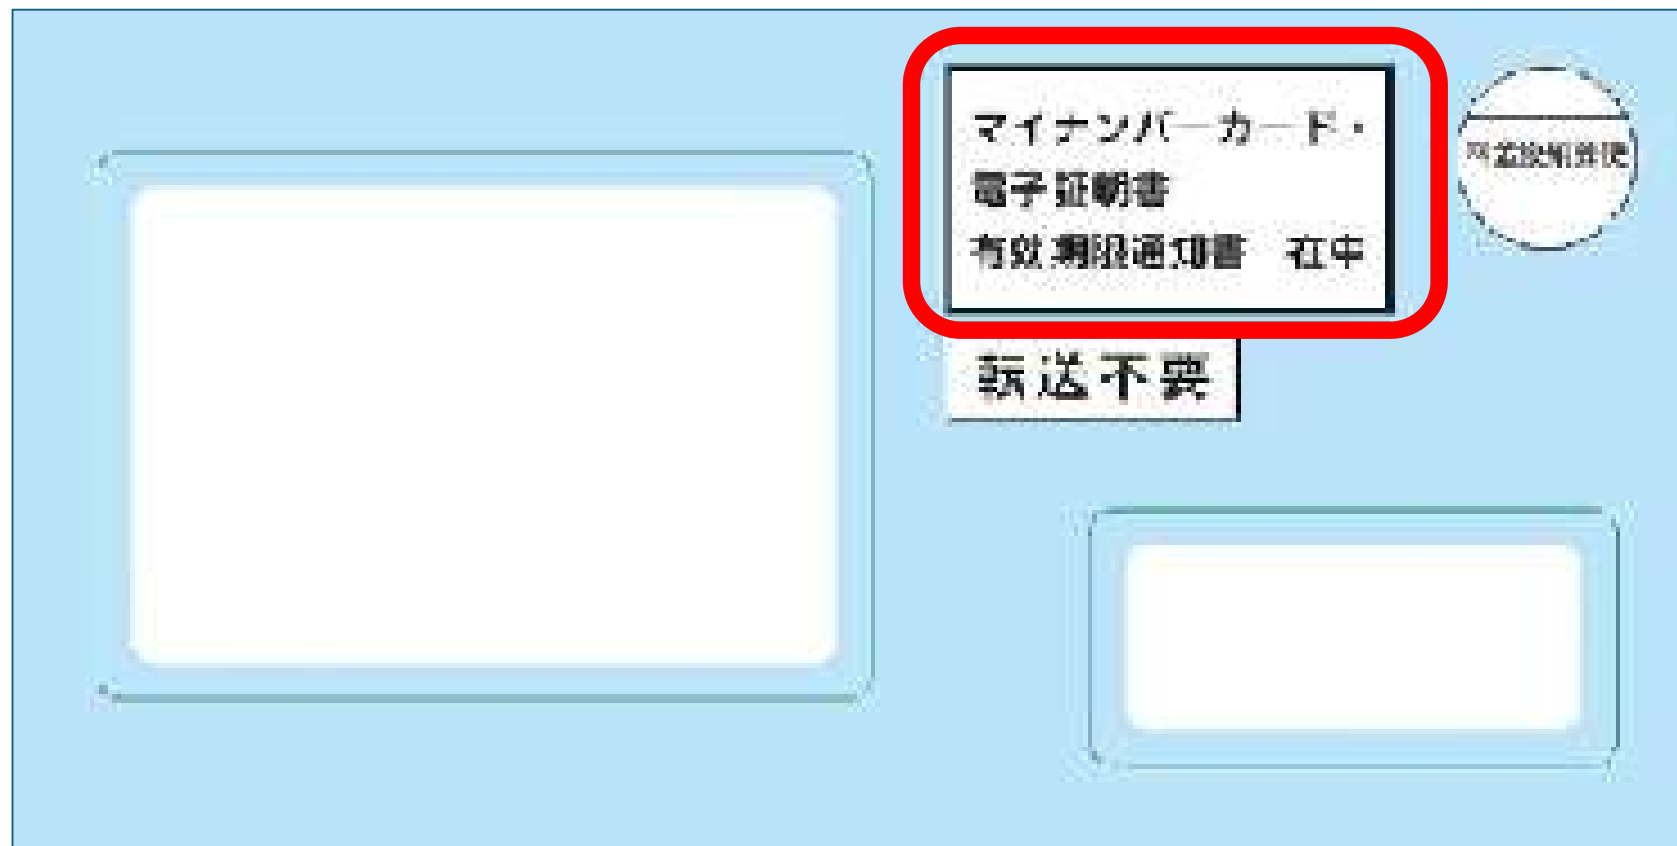 マイナンバーカード・
電子証明書
有効期限通知書　在中
転送不要